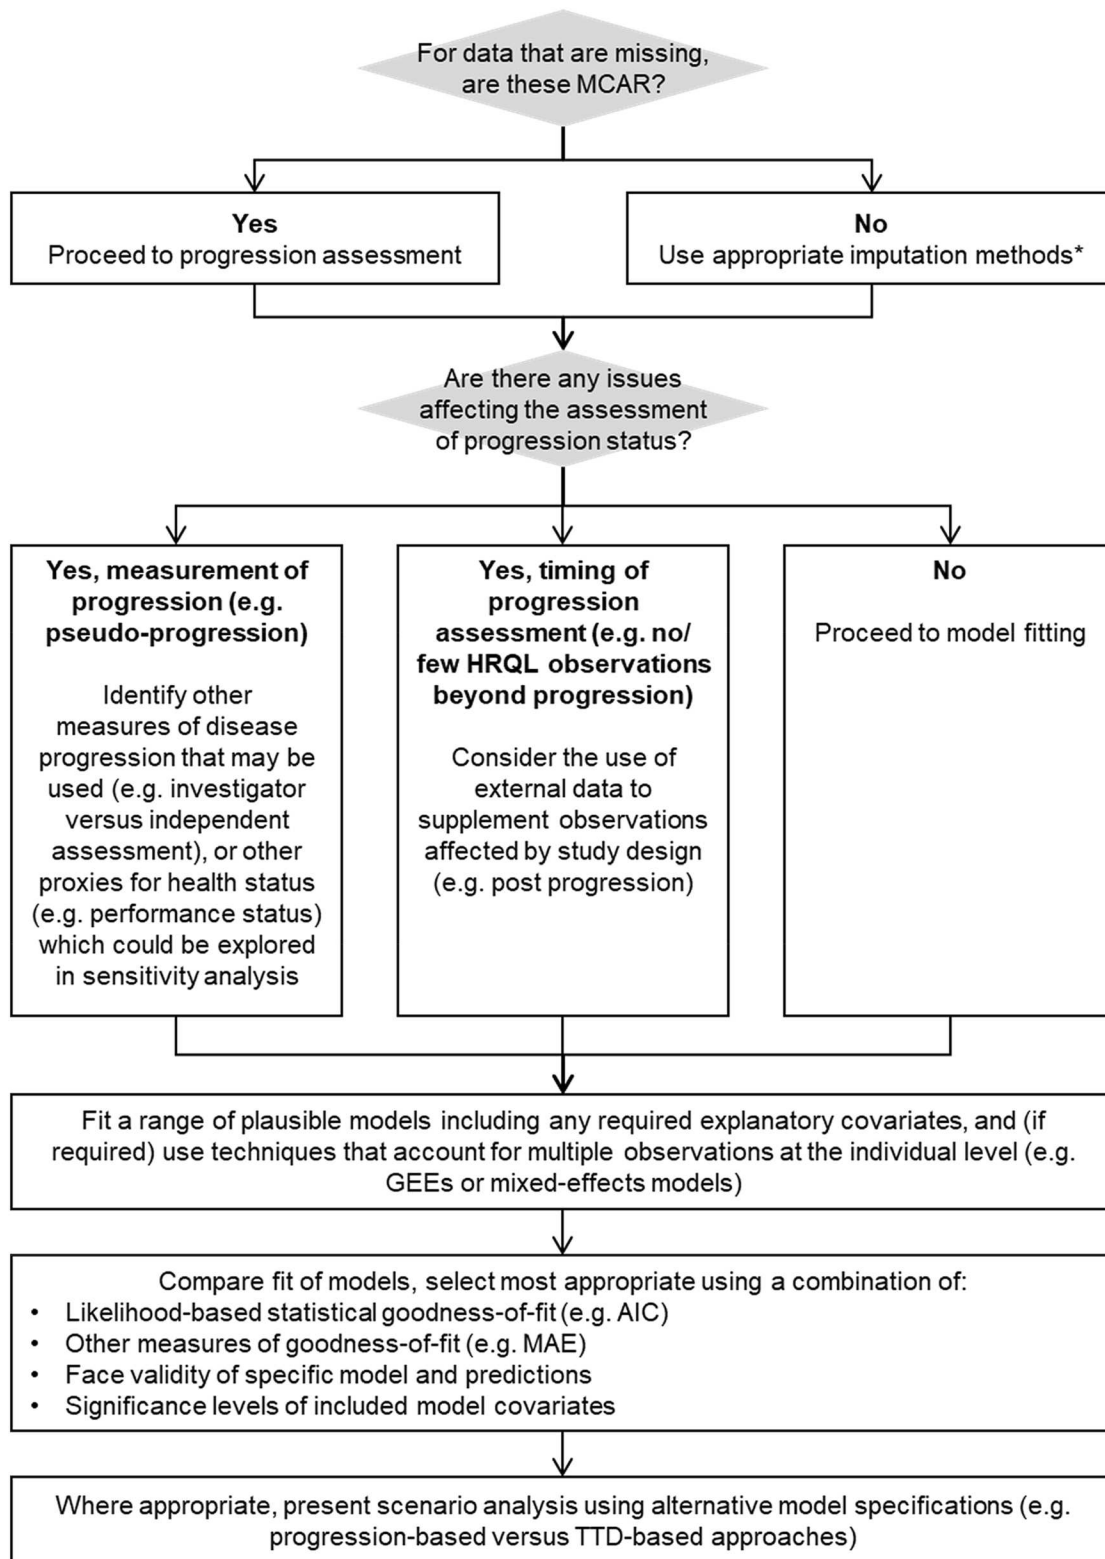 For data that are missing,
are these MCAR?
Yes
Proceed to progression assessment
No
Use appropriate imputation methods*
Are there any issues
affecting the assessment
of progression status?
Yes, measurement of
progression (e.g.
pseudo-progression)
Identify other
measures of disease
progression that may be
used (e.g. investigator
versus independent
assessment), or other
proxies for health status
(e.g. performance status)
which could be explored
in sensitivity analysis
Yes, timing of
progression
assessment (e.g. no/
few HRQL observations
beyond progression)
Consider the use of
external data to
supplement observations
affected by study design
(e.g. post progression)
No
Proceed to model fitting
Fit a range of plausible models including any required explanatory covariates, and (if
required) use techniques that account for multiple observations at the individual level (e.g.
GEEs or mixed-effects models)
Compare fit of models, select most appropriate using a combination of:
• Likelihood-based statistical goodness-of-fit (e.g. AIC)
• Other measures of goodness-of-fit (e.g. MAE)
• Face validity of specific model and predictions
• Significance levels of included model covariates
Where appropriate, present scenario analysis using alternative model specifications (e.g.
progression-based versus TTD-based approaches)